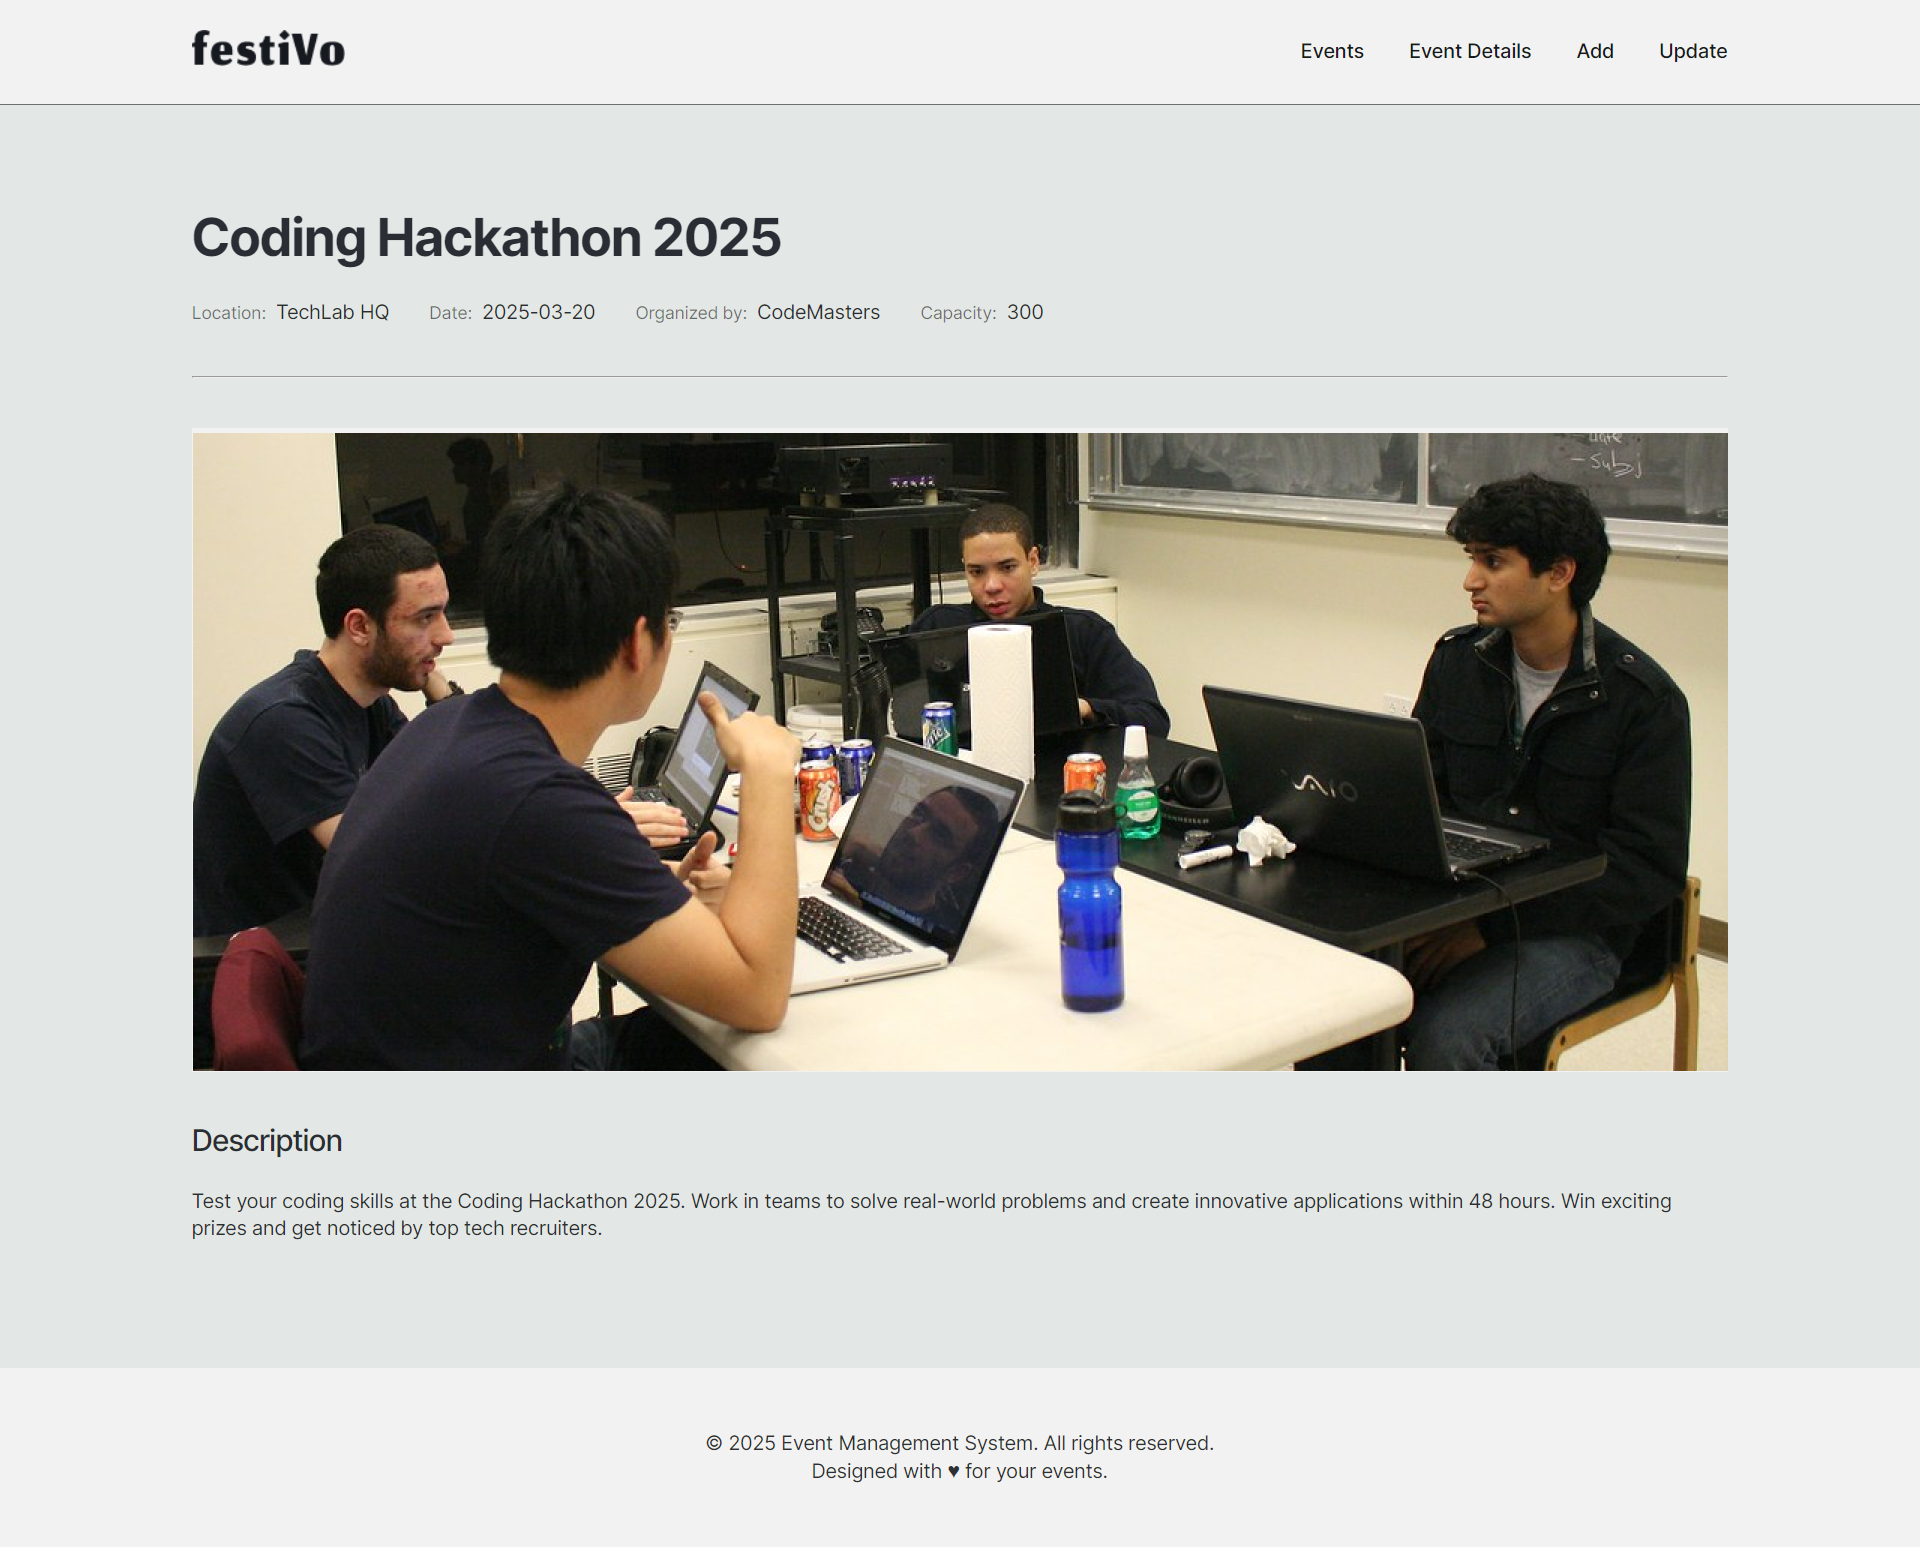 festiVo
Events Event Details Add Update
Coding Hackathon 2025
Location: TechLab HQ Date: 2025-03-20 Organized by: CodeMasters Capacity: 300
- Subj
VAIO
Description
Test your coding skills at the Coding Hackathon 2025. Work in teams to solve real-world problems and create innovative applications within 48 hours. Win exciting
prizes and get noticed by top tech recruiters.
© 2025 Event Management System. All rights reserved.
Designed with ♥ for your events.